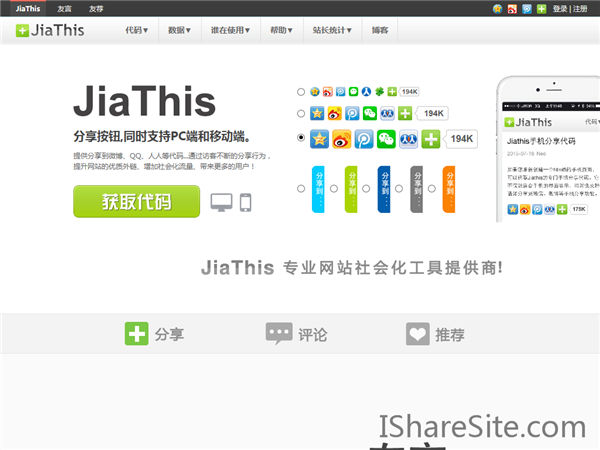 JiaThis 友言 友荐 登录 | 注册
JiaThis 代码▼ 数据▼ 谁在使用▼ 帮助▼ 站长统计▼ 博客
JiaThis
分享按钮,同时支持PC端和移动端。
提供分享到微博、QQ、人人等代码...通过访客不断的分享行为，
提升网站的优质外链、增加社会化流量、带来更多的用户！
获取代码
194K
194K
194K
分享到...
分享到...
分享到...
分享到...
分享到...
JiaThis 代码
Jiathis手机分享代码
175K
JiaThis 专业网站社会化工具提供商!
分享 评论 推荐
IShareSite.com